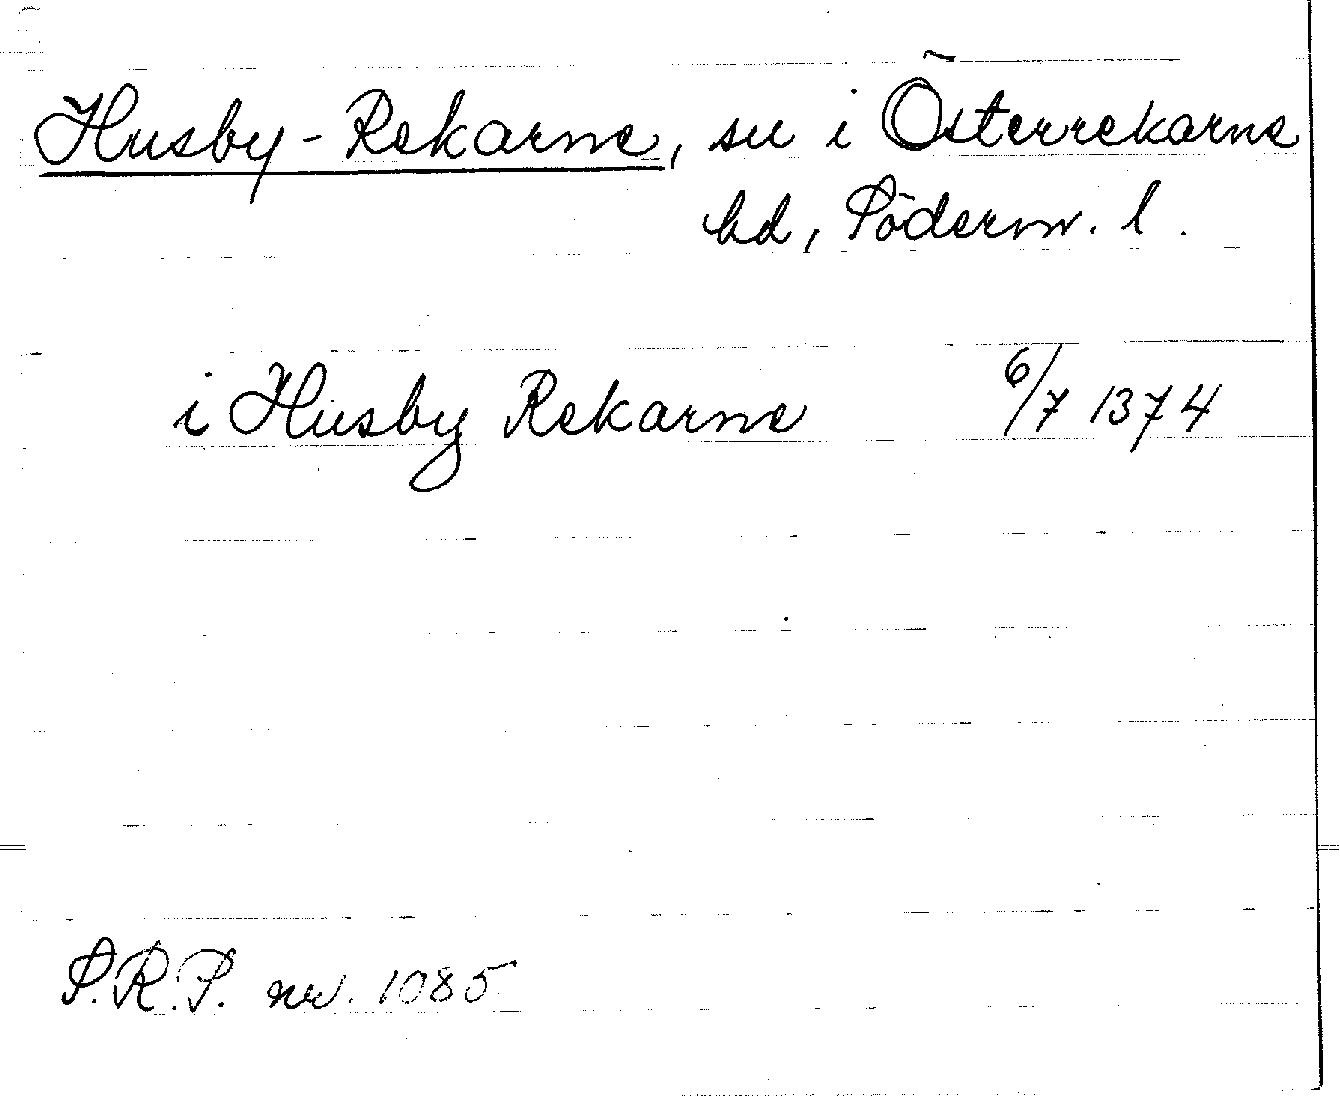 Husby-Rekarne, sn i Österrekarne
hd, Söderm. l.
i Husby Rekarne 6/7 1374
S.R.P. nr. 1085